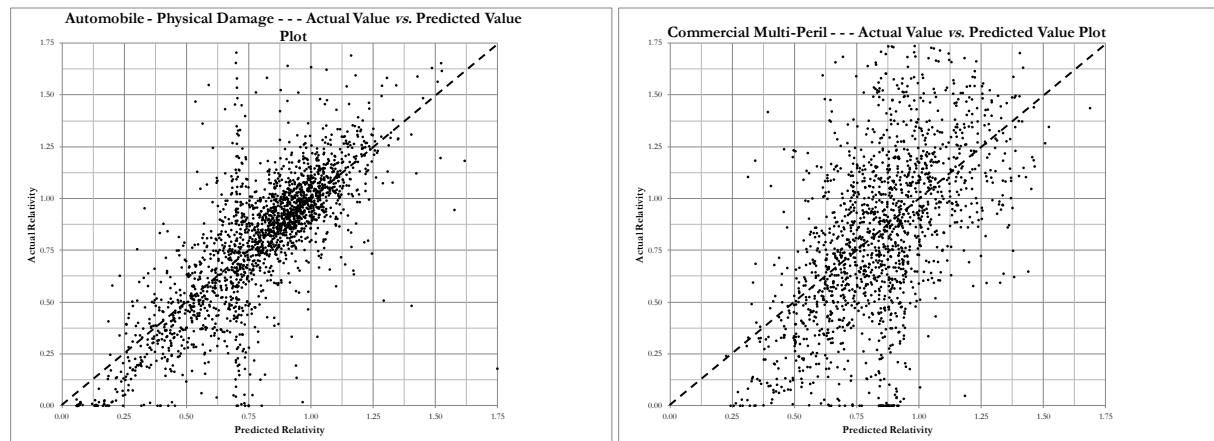 Automobile - Physical Damage - - - Actual Value vs. Predicted Value
Plot
1.75
1.50
1.25
1.00
0.75
0.50
0.25
0.00
Actual Relativity
0.00 0.25 0.50 0.75 1.00 1.25 1.50 1.75
Predicted Relativity
Commercial Multi-Peril - - - Actual Value vs. Predicted Value Plot
1.75
1.50
1.25
1.00
0.75
0.50
0.25
0.00
Actual Relativity
0.00 0.25 0.50 0.75 1.00 1.25 1.50 1.75
Predicted Relativity